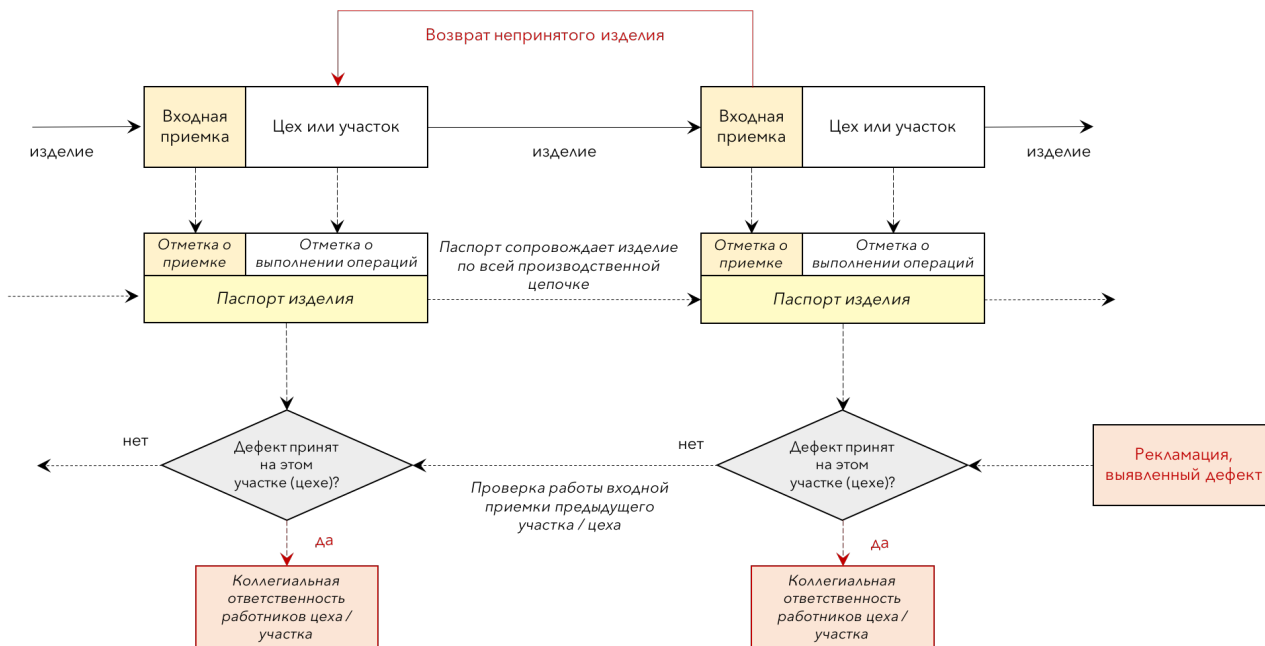 Возврат непринятого изделия
Входная
приемка
Цех или участок
Входная
приемка
Цех или участок
изделие
изделие
изделие
Отметка о
приемке
Отметка о
выполнении операций
Паспорт сопровождает изделие
по всей производственной
цепочке
Отметка о
приемке
Отметка о
выполнении операций
Паспорт изделия
Паспорт изделия
нет
Дефект принят
на этом
участке (цехе)?
нет
Дефект принят
на этом
участке (цехе)?
Рекламация,
выявленный дефект
Проверка работы входной
приемки предыдущего
участка / цеха
да
да
Коллегиальная
ответственность
работников цеха /
участка
Коллегиальная
ответственность
работников цеха /
участка